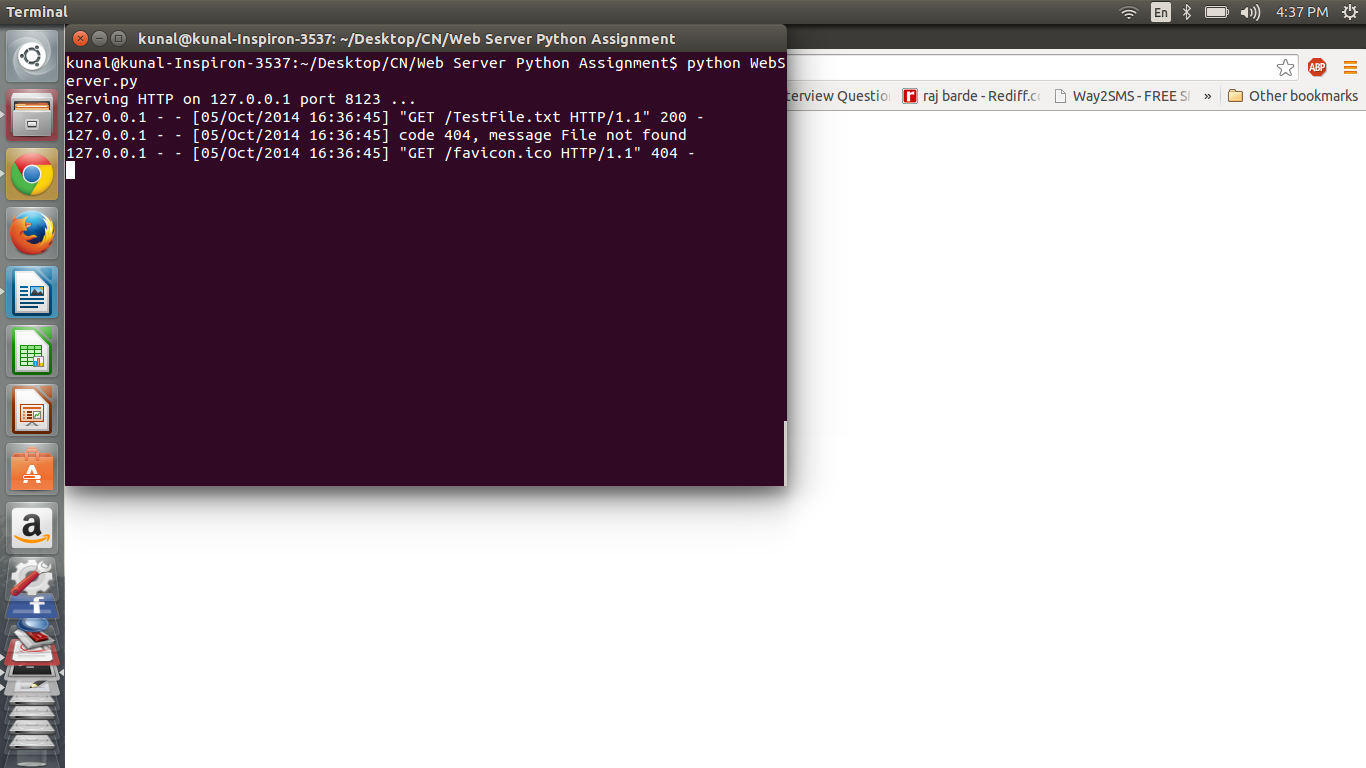 Terminal
En
4:37 PM
kunal@kunal-Inspiron-3537: ~/Desktop/CN/Web Server Python Assignment
kunal@kunal-Inspiron-3537:~/Desktop/CN/Web Server Python Assignment$ python WebS
erver.py
Serving HTTP on 127.0.0.1 port 8123 ...
127.0.0.1 - - [05/Oct/2014 16:36:45] "GET /TestFile.txt HTTP/1.1" 200 -
127.0.0.1 - - [05/Oct/2014 16:36:45] code 404, message File not found
127.0.0.1 - - [05/Oct/2014 16:36:45] "GET /favicon.ico HTTP/1.1" 404 -
ABP
terview Questio
raj barde - Rediff.c
Way2SMS - FREE S
»
Other bookmarks